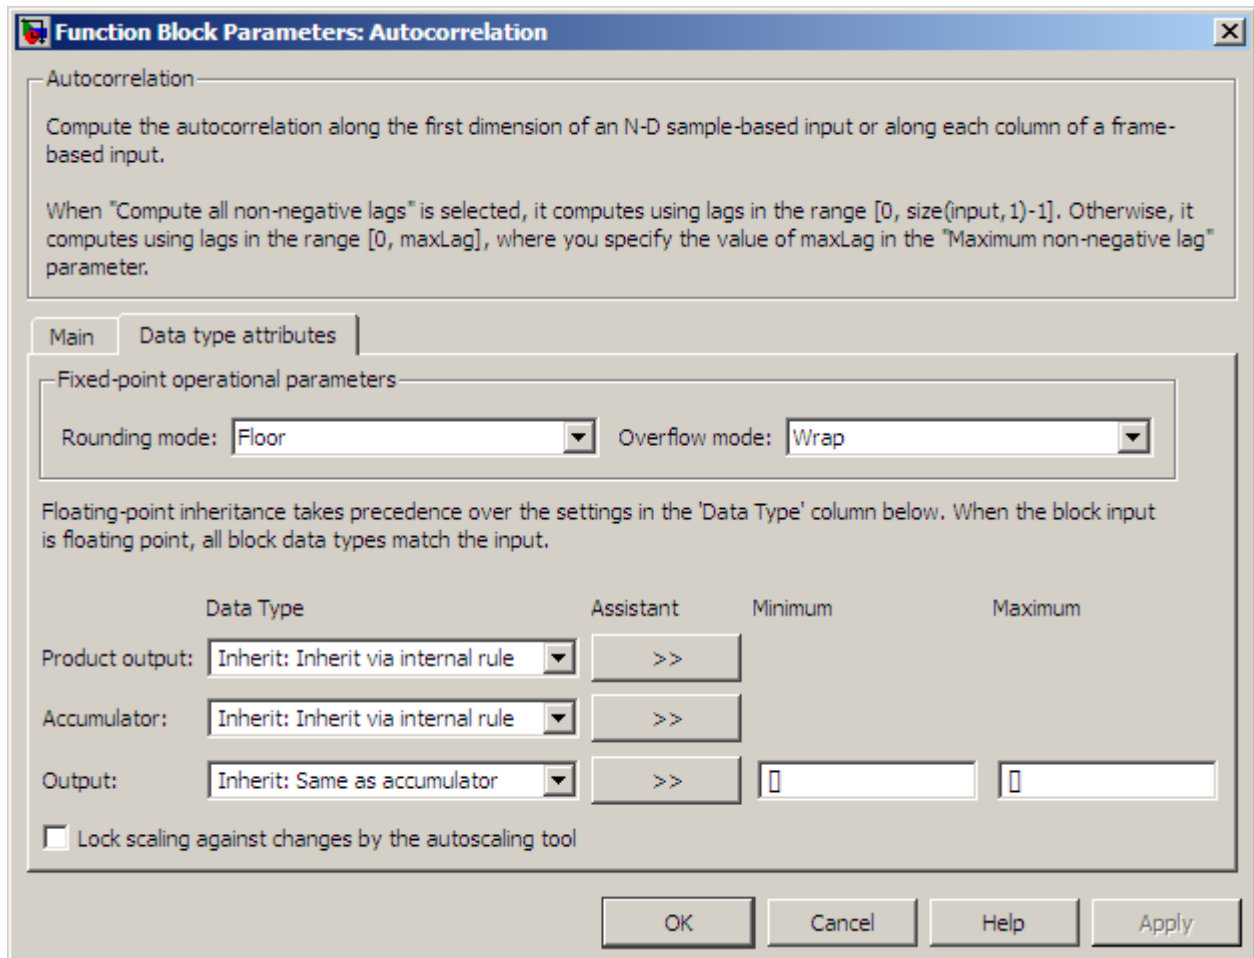 Function Block Parameters: Autocorrelation
Autocorrelation
Compute the autocorrelation along the first dimension of an N-D sample-based input or along each column of a frame-
based input.
When "Compute all non-negative lags" is selected, it computes using lags in the range [0, size(input,1)-1]. Otherwise, it
computes using lags in the range [0, maxLag], where you specify the value of maxLag in the "Maximum non-negative lag"
parameter.
Main Data type attributes
Fixed-point operational parameters
Rounding mode: Floor Overflow mode: Wrap
Floating-point inheritance takes precedence over the settings in the 'Data Type' column below. When the block input
is floating point, all block data types match the input.
Data Type Assistant Minimum Maximum
Product output: Inherit: Inherit via internal rule >>
Accumulator: Inherit: Inherit via internal rule >>
Output: Inherit: Same as accumulator >> [] []
Lock scaling against changes by the autoscaling tool
OK Cancel Help Apply